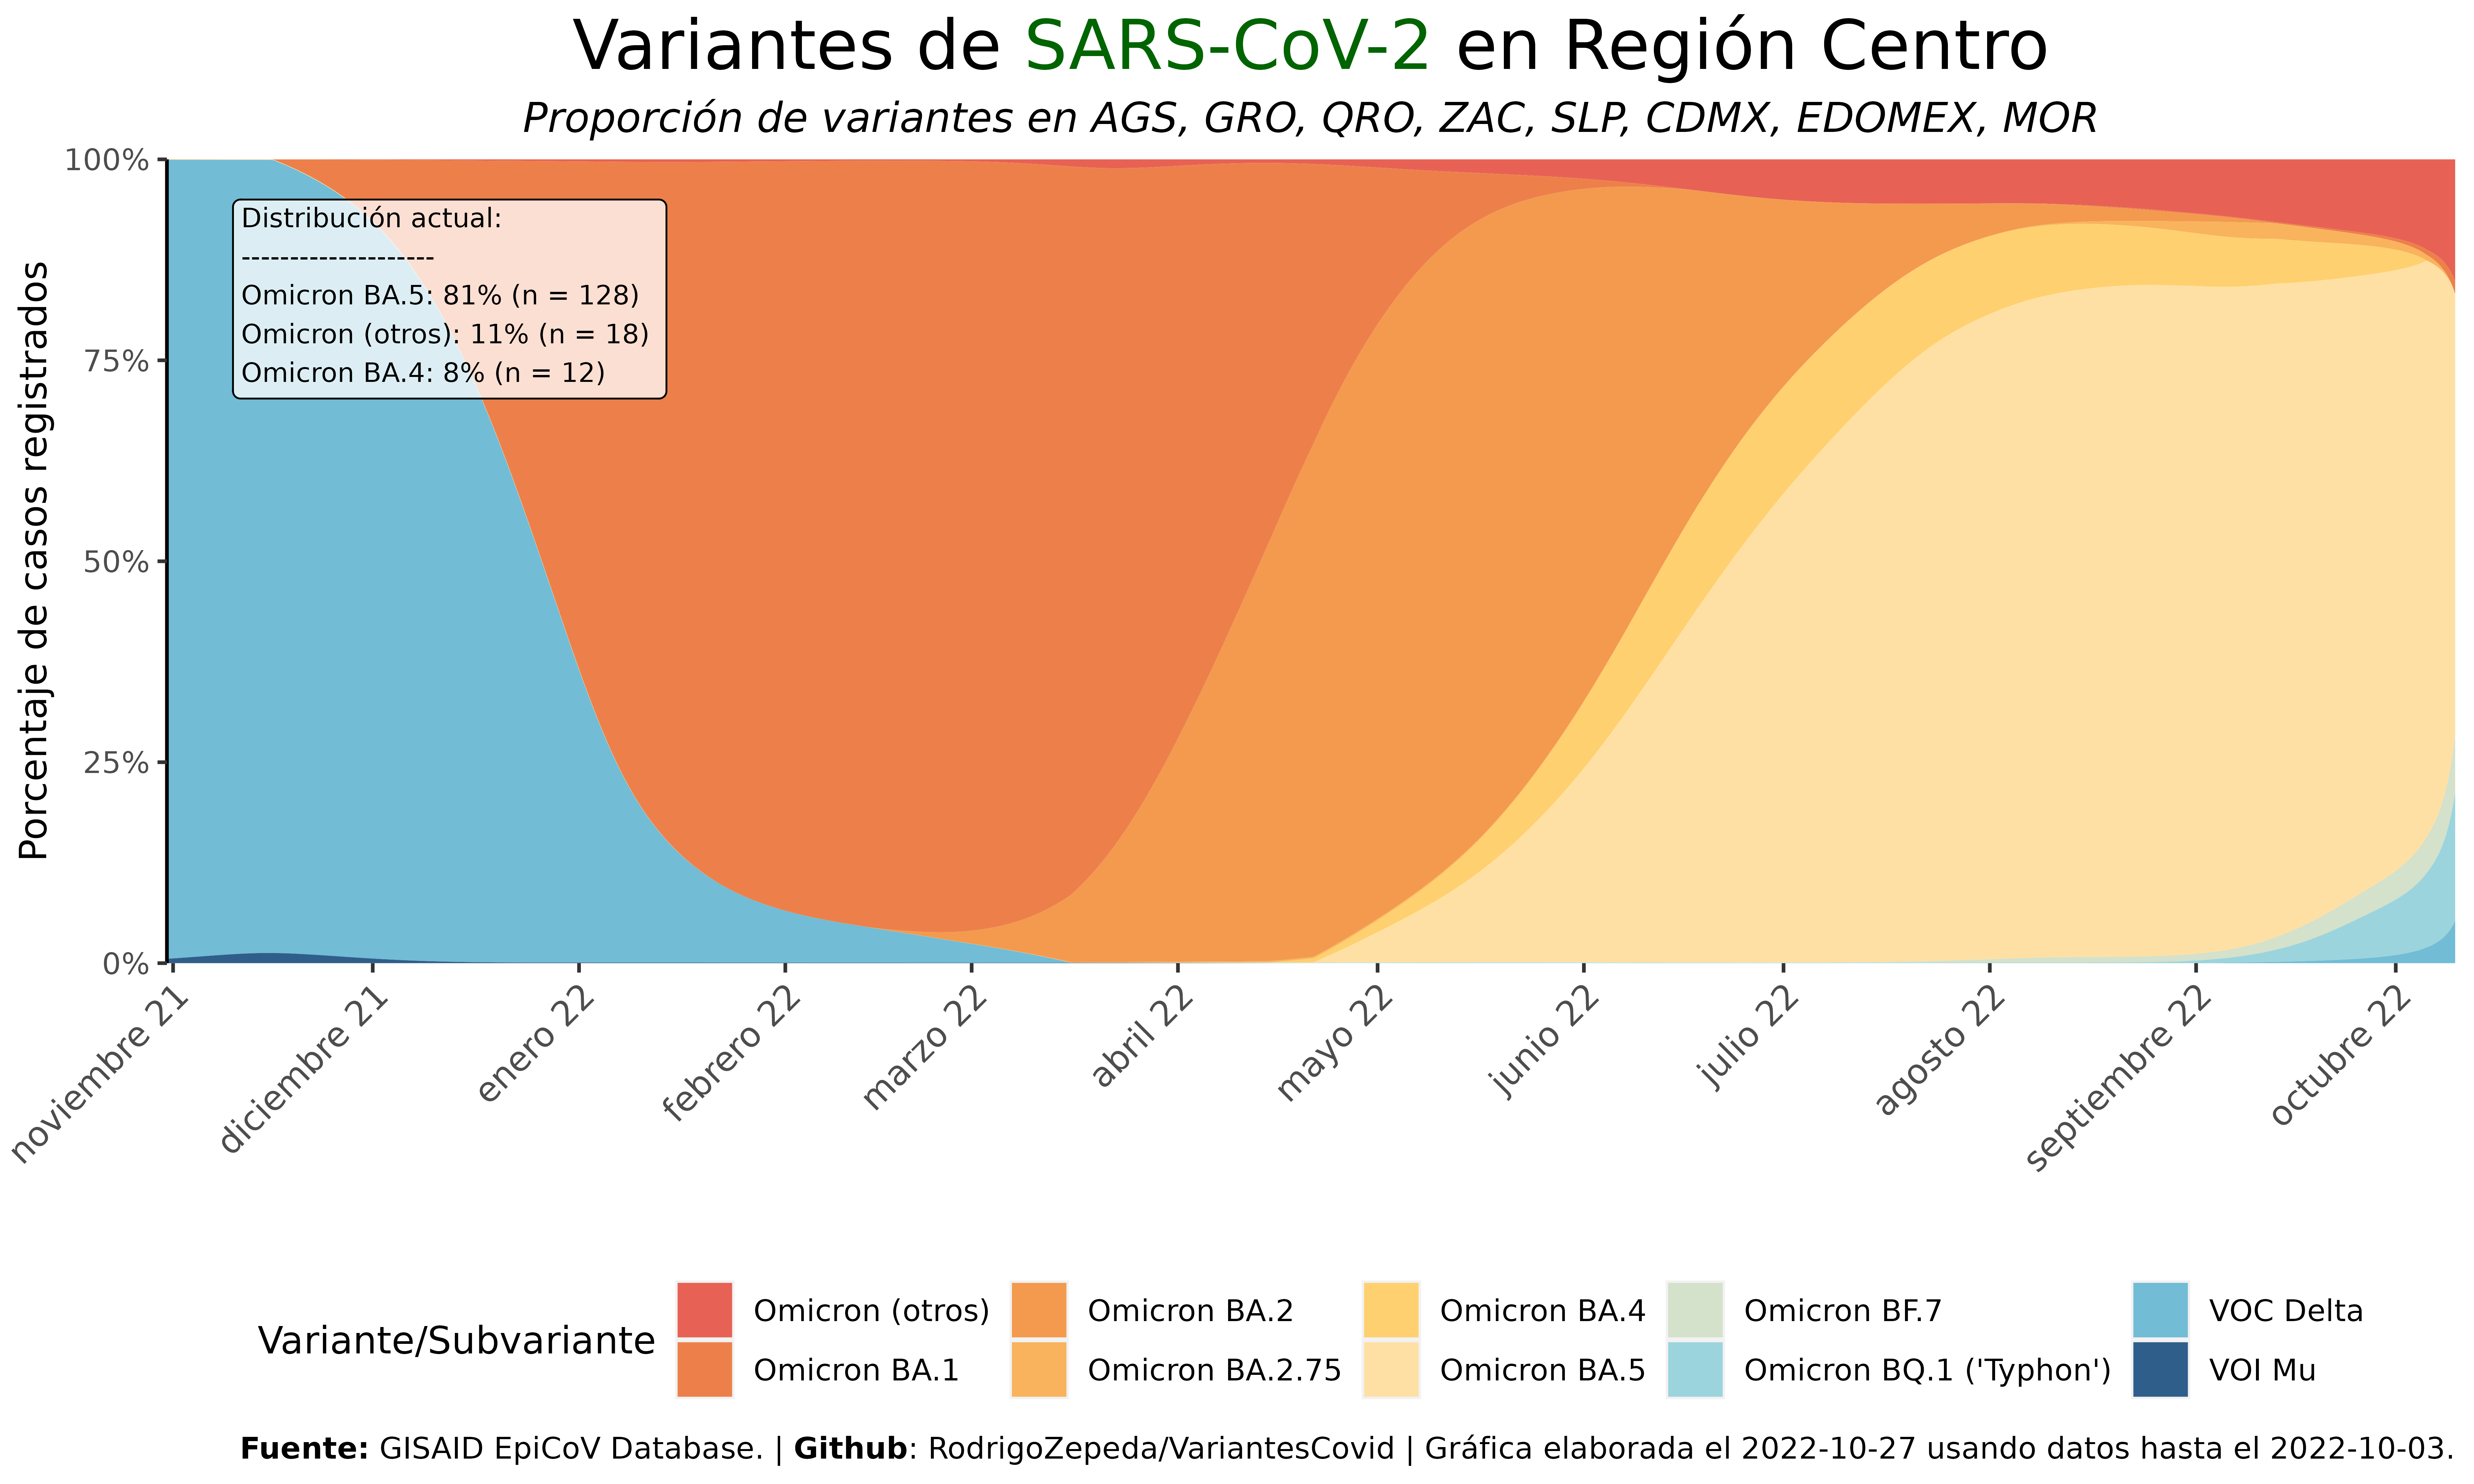 Variantes de SARS-CoV-2 en Región Centro
Proporción de variantes en AGS, GRO, QRO, ZAC, SLP, CDMX, EDOMEX, MOR
Porcentaje de casos registrados
100%
75%
50%
25%
0%
Distribución actual:
--------------------
Omicron BA.5: 81% (n = 128)
Omicron (otros): 11% (n = 18)
Omicron BA.4: 8% (n = 12)
noviembre 21
diciembre 21
enero 22
febrero 22
marzo 22
abril 22
mayo 22
junio 22
julio 22
agosto 22
septiembre 22
octubre 22
Variante/Subvariante
Omicron (otros)
Omicron BA.1
Omicron BA.2
Omicron BA.2.75
Omicron BA.4
Omicron BA.5
Omicron BF.7
Omicron BQ.1 ('Typhon')
VOC Delta
VOI Mu
Fuente: GISAID EpiCoV Database. | Github: RodrigoZepeda/VariantesCovid | Gráfica elaborada el 2022-10-27 usando datos hasta el 2022-10-03.